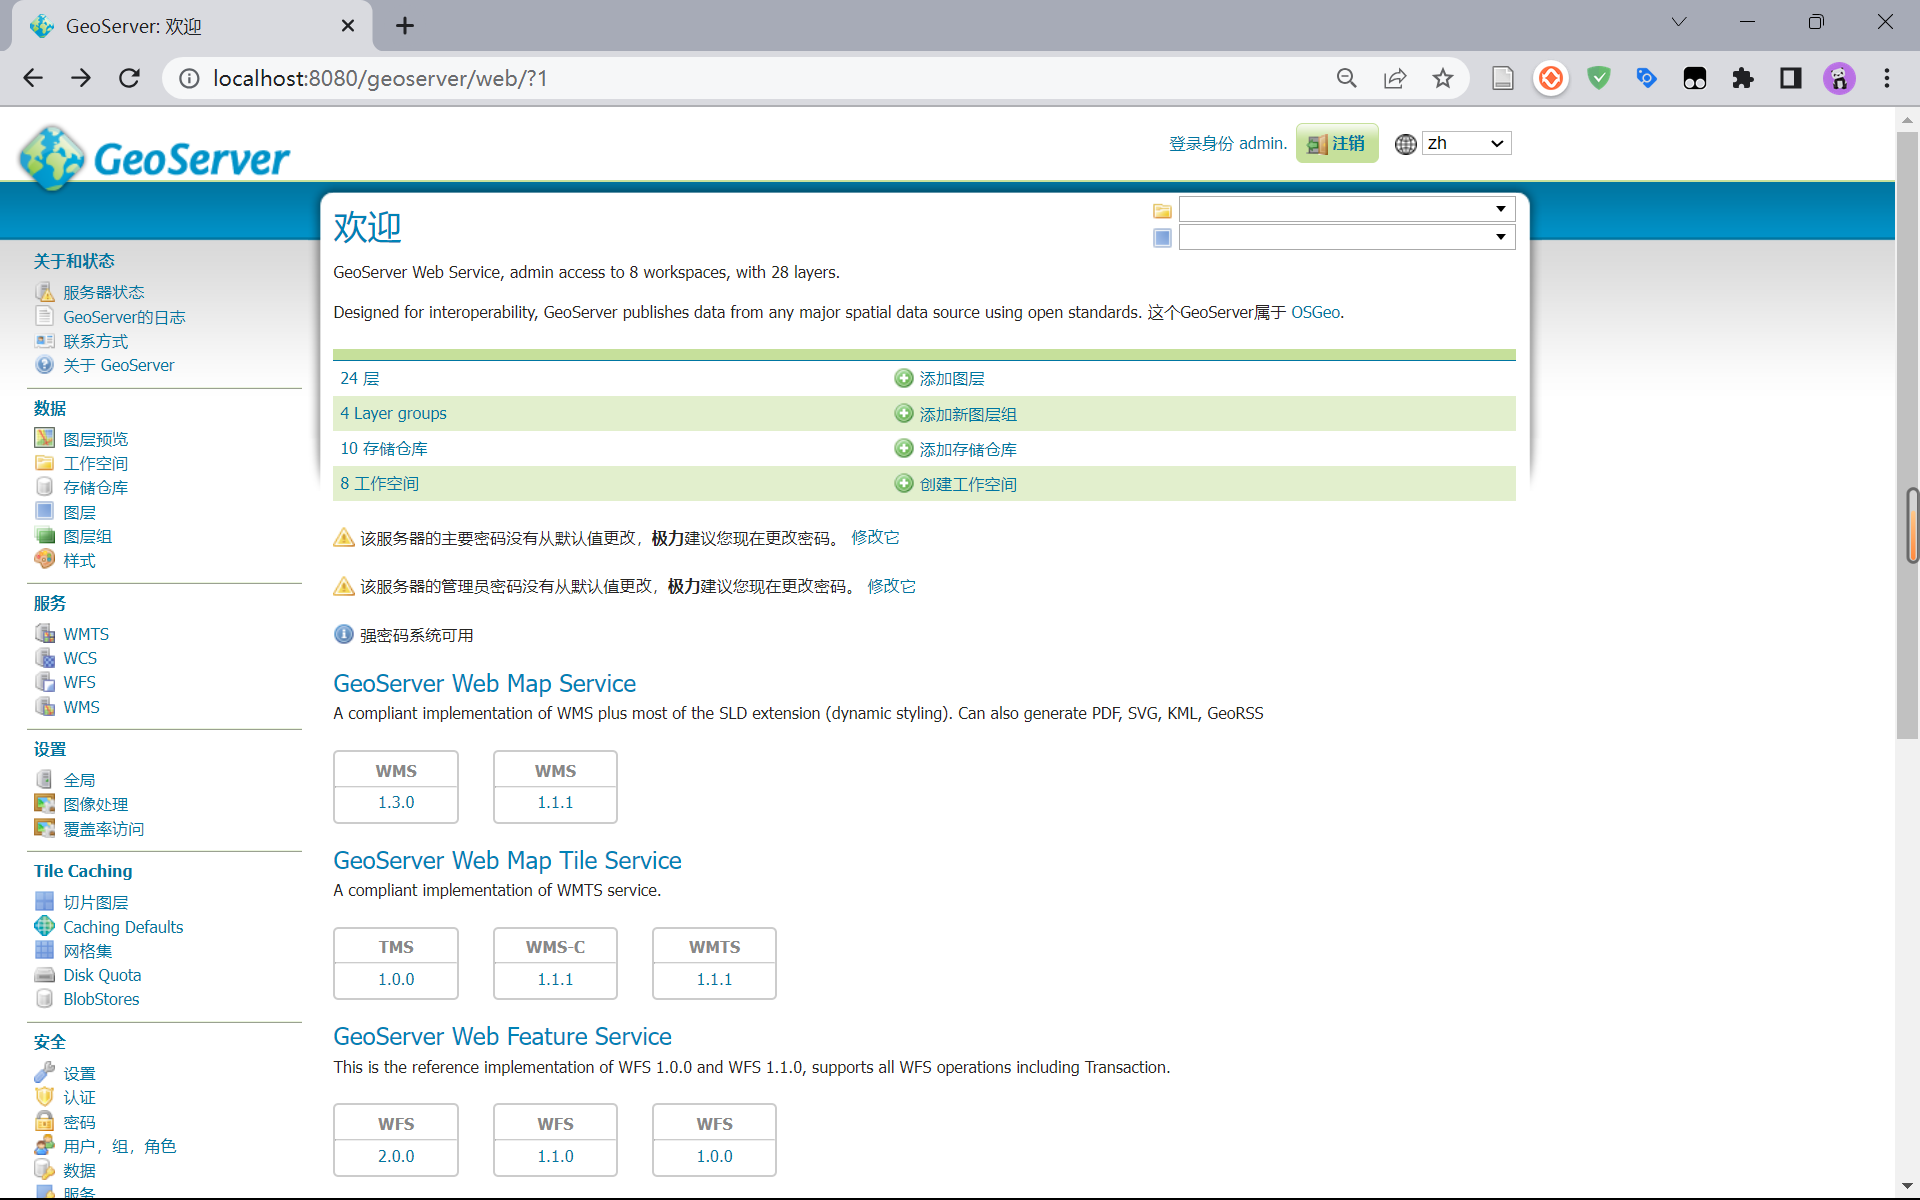 GeoServer: 欢迎
localhost:8080/geoserver/web/?1
GeoServer
登录身份 admin.
注销
zh
欢迎
GeoServer Web Service, admin access to 8 workspaces, with 28 layers.
Designed for interoperability, GeoServer publishes data from any major spatial data source using open standards. 这个GeoServer属于 OSGeo.
24 层
添加图层
4 Layer groups
添加新图层组
10 存储仓库
添加存储仓库
8 工作空间
创建工作空间
该服务器的主要密码没有从默认值更改，极力建议您现在更改密码。 修改它
该服务器的管理员密码没有从默认值更改，极力建议您现在更改密码。 修改它
强密码系统可用
GeoServer Web Map Service
A compliant implementation of WMS plus most of the SLD extension (dynamic styling). Can also generate PDF, SVG, KML, GeoRSS
WMS
1.3.0
WMS
1.1.1
GeoServer Web Map Tile Service
A compliant implementation of WMTS service.
TMS
1.0.0
WMS-C
1.1.1
WMTS
1.1.1
GeoServer Web Feature Service
This is the reference implementation of WFS 1.0.0 and WFS 1.1.0, supports all WFS operations including Transaction.
WFS
2.0.0
WFS
1.1.0
WFS
1.0.0
关于和状态
服务器状态
GeoServer的日志
联系方式
关于 GeoServer
数据
图层预览
工作空间
存储仓库
图层
图层组
样式
服务
WMTS
WCS
WFS
WMS
设置
全局
图像处理
覆盖率访问
Tile Caching
切片图层
Caching Defaults
网格集
Disk Quota
BlobStores
安全
设置
认证
密码
用户，组，角色
数据
服务